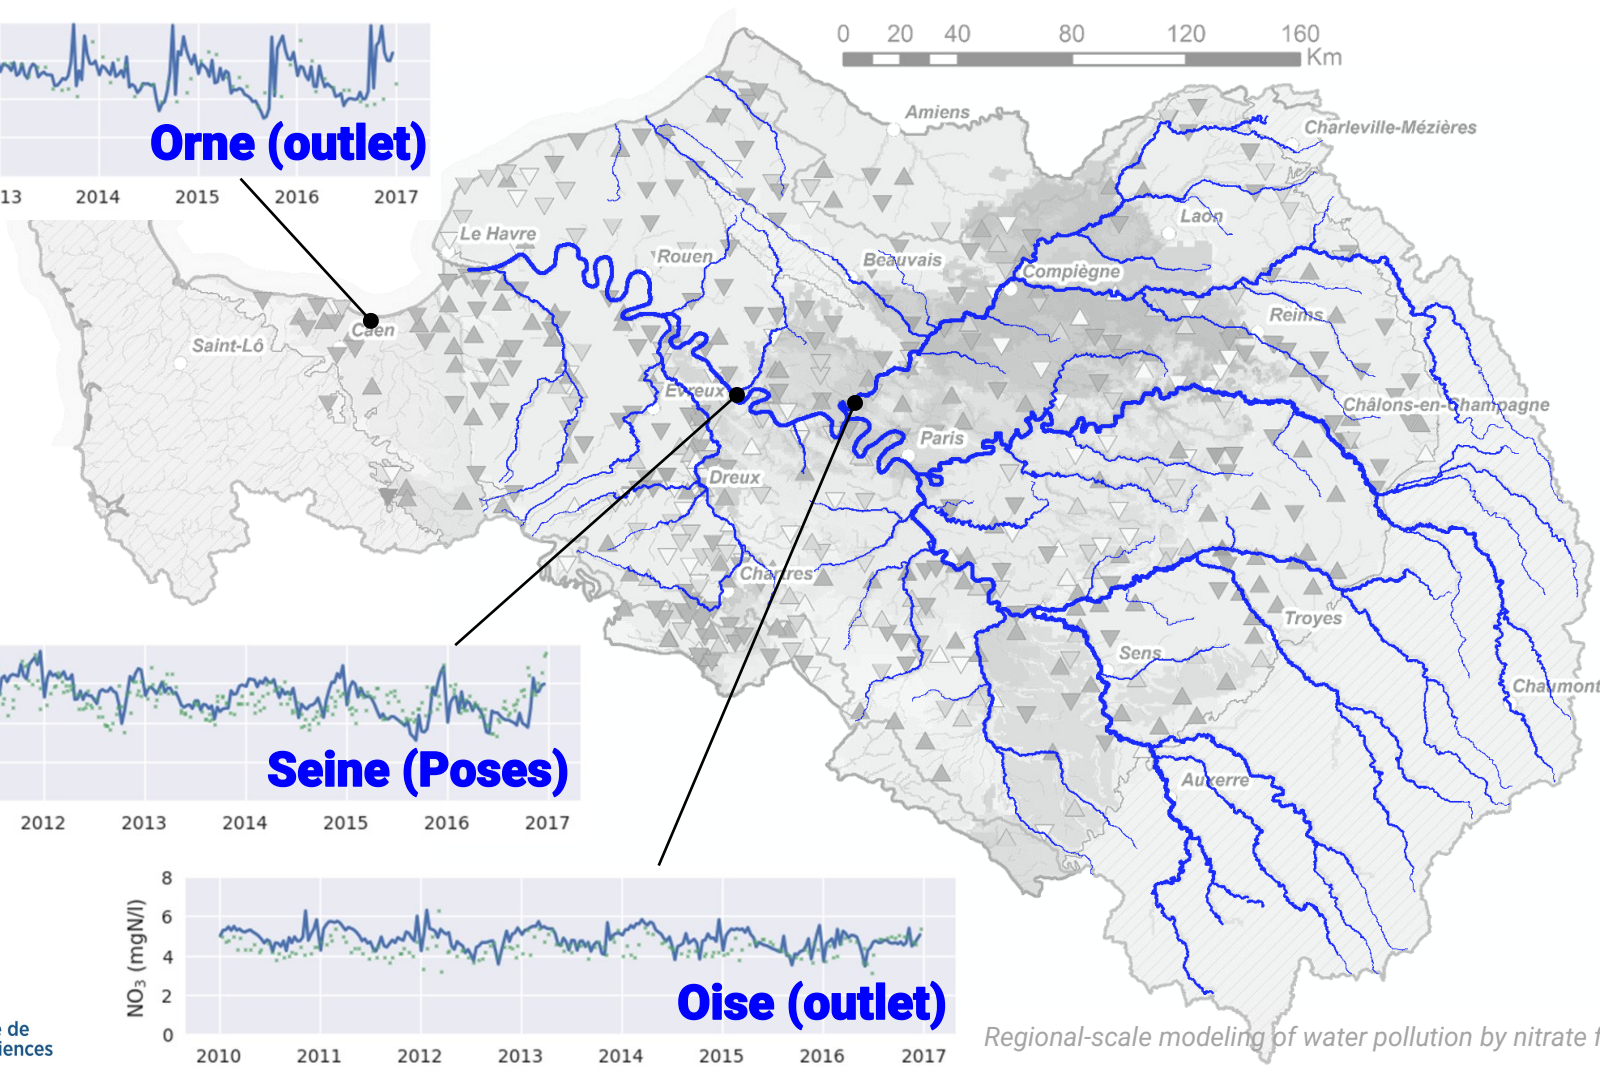 0 20 40 80 120 160
Km
Amiens
Charleville-Mézières
Orne (outlet)
13 2014 2015 2016 2017
Laon
Le Havre
Rouen
Beauvais
Compiègne
Reims
Caen
Saint-Lô
Evreux
Châlons-en-Champagne
Paris
Dreux
Chartres
Troyes
Sens
Chaumont
Seine (Poses)
Auxerre
2012 2013 2014 2015 2016 2017
NO3 (mgN/l)
8
6
4
2
0
Oise (outlet)
2010 2011 2012 2013 2014 2015 2016 2017
e de
iences
Regional-scale modeling of water pollution by nitrate f